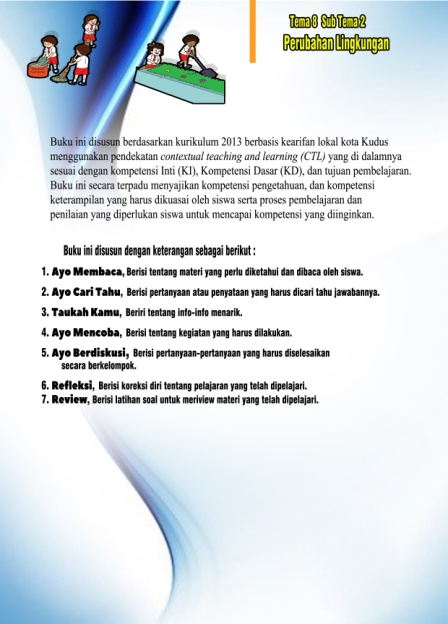 Tema 8 Sub Tema 2
Perubahan Lingkungan
Buku ini disusun berdasarkan kurikulum 2013 berbasis kearifan lokal kota Kudus
menggunakan pendekatan contextual teaching and learning (CTL) yang di dalamnya
sesuai dengan kompetensi Inti (KI), Kompetensi Dasar (KD), dan tujuan pembelajaran.
Buku ini secara terpadu menyajikan kompetensi pengetahuan, dan kompetensi
keterampilan yang harus dikuasai oleh siswa serta proses pembelajaran dan
penilaian yang diperlukan siswa untuk mencapai kompetensi yang diinginkan.
Buku ini disusun dengan keterangan sebagai berikut :
1. Ayo Membaca, Berisi tentang materi yang perlu diketahui dan dibaca oleh siswa.
2. Ayo Cari Tahu, Berisi pertanyaan atau penyataan yang harus dicari tahu jawabannya.
3. Taukah Kamu, Beriri tentang info-info menarik.
4. Ayo Mencoba, Berisi tentang kegiatan yang harus dilakukan.
5. Ayo Berdiskusi, Berisi pertanyaan-pertanyaan yang harus diselesaikan
secara berkelompok.
6. Refleksi, Berisi koreksi diri tentang pelajaran yang telah dipelajari.
7. Review, Berisi latihan soal untuk meriview materi yang telah dipelajari.